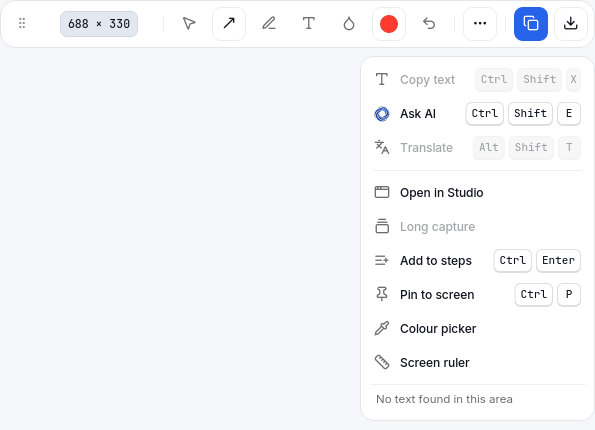 688 × 330
T
Copy text Ctrl Shift X
Ask AI Ctrl Shift E
Translate Alt Shift T
Open in Studio
Long capture
Add to steps Ctrl Enter
Pin to screen Ctrl P
Colour picker
Screen ruler
No text found in this area